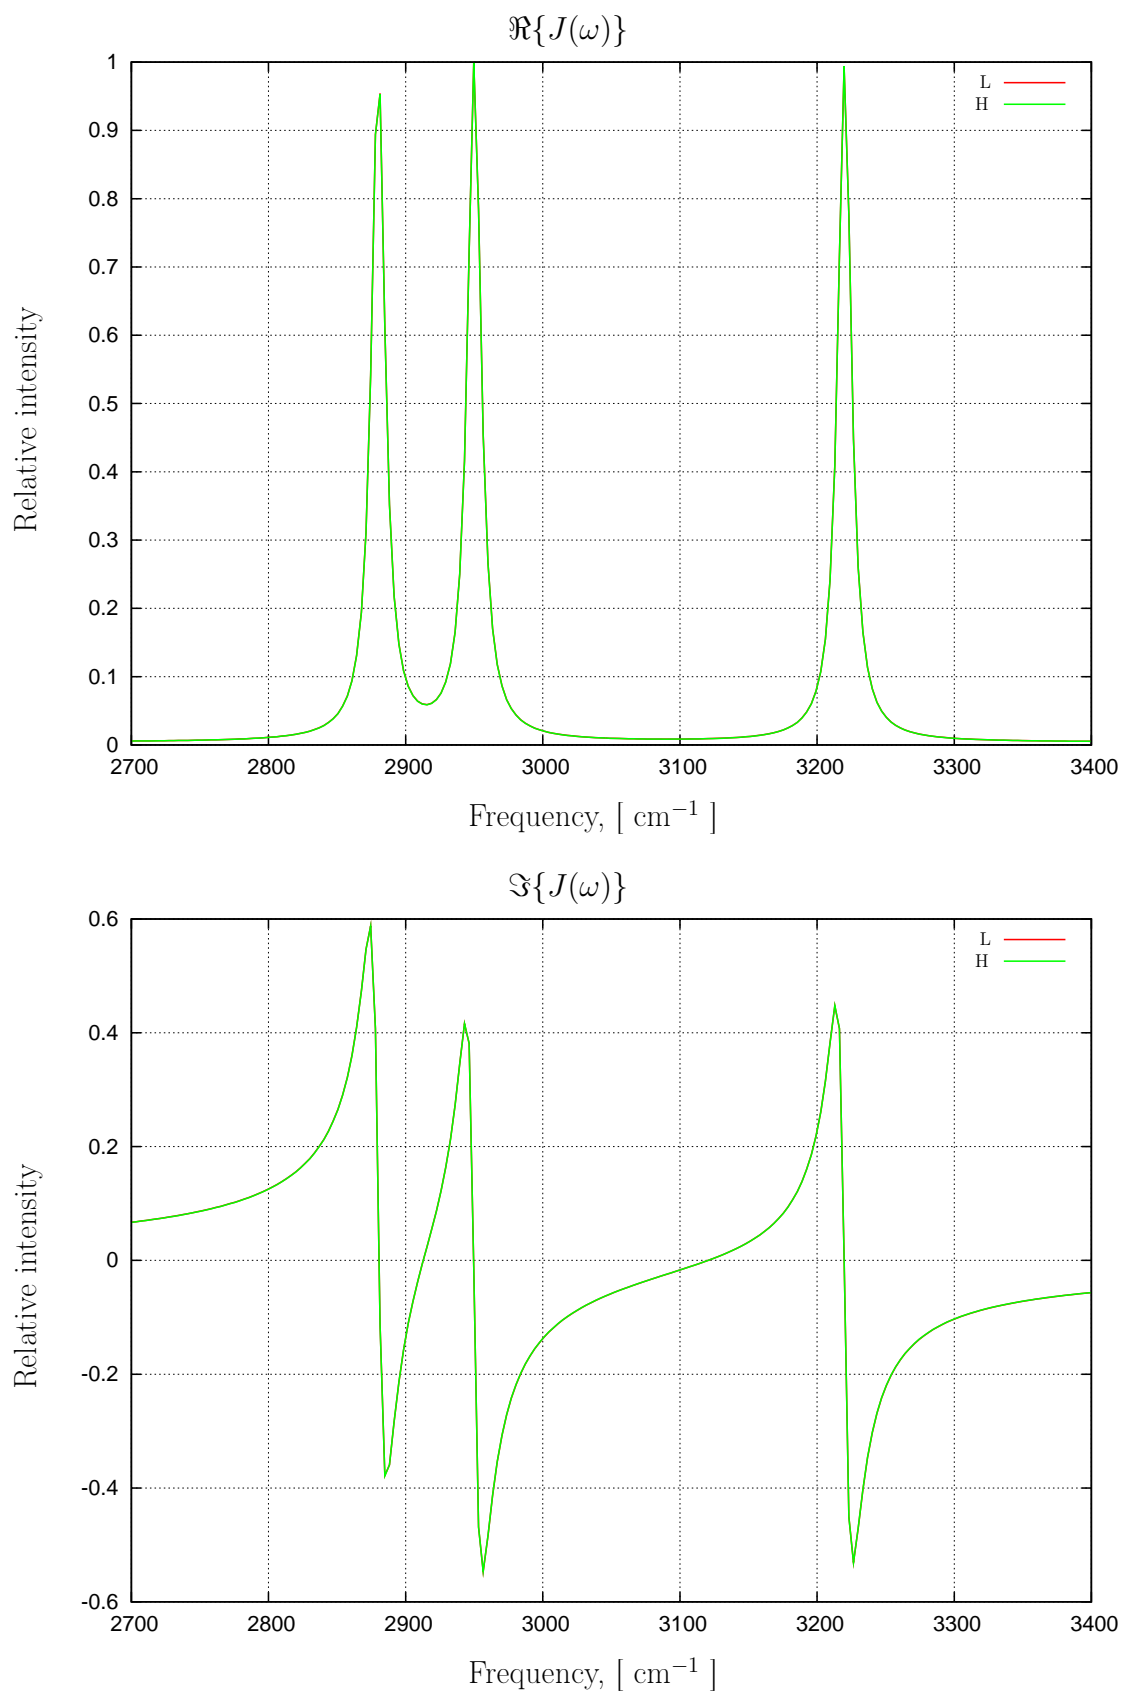 ℜ{J(ω)}
1
0.9
0.8
0.7
0.6
0.5
0.4
0.3
0.2
0.1
0
L
H
Relative intensity
2700 2800 2900 3000 3100 3200 3300 3400
Frequency, [ cm⁻¹ ]
ℑ{J(ω)}
0.6
0.4
0.2
0
-0.2
-0.4
-0.6
L
H
Relative intensity
2700 2800 2900 3000 3100 3200 3300 3400
Frequency, [ cm⁻¹ ]